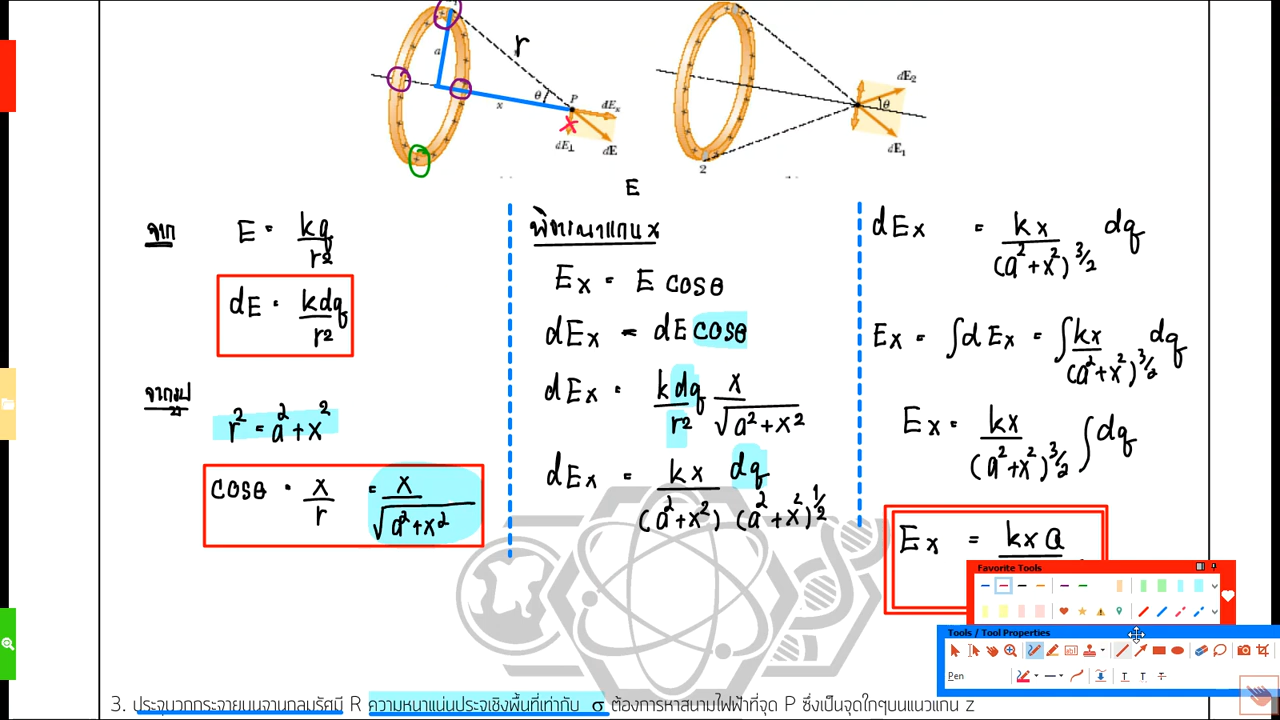 r
a
θ
x
P
dEx
dE⊥
dE
dE2
θ
dE1
2
E
จาก
E = kq/r²
dE = kdq/r²
จากรูป
r² = a² + x²
cosθ = x/r = x/√(a²+x²)
พิจารณาแกน x
Ex = E cosθ
dEx = dE cosθ
dEx = kdq/r² x/√(a²+x²)
dEx = kx dq/(a²+x²)(a²+x²)^1/2
dEx = kx/(a²+x²)^3/2 dq
Ex = ∫dEx = ∫kx/(a²+x²)^3/2 dq
Ex = kx/(a²+x²)^3/2 ∫dq
Ex = kxQ
Favorite Tools
Tools / Tool Properties
Pen
3. ประจุบวกกระจายบนจานกลมรัศมี R ความหนาแน่นประจุเชิงพื้นที่เท่ากับ σ ต้องการหาสนามไฟฟ้าที่จุด P ซึ่งเป็นจุดใกๆบนแนวแกน z